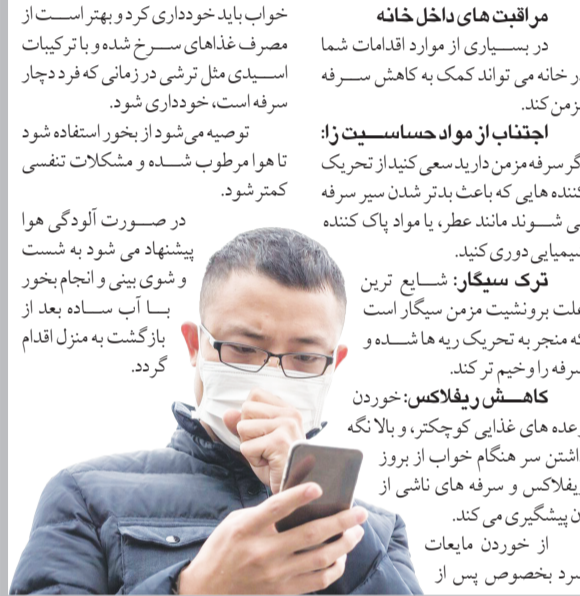 مراقبت های داخل خانه
در بسیاری از موارد اقدامات شما
در خانه می تواند کمک به کاهش سرفه
مزمن کند.
اجتناب از مواد حساسیت زا:
اگر سرفه مزمن دارید سعی کنید از تحریک
کننده هایی که باعث بدتر شدن سیر سرفه
می شوند مانند عطر، یا مواد پاک کننده
شیمیایی دوری کنید.
ترک سیگار: شایع ترین
علت برونشیت مزمن سیگار است
که منجر به تحریک ریه ها شده و
سرفه را وخیم تر کند.
کاهش ریفلاکس: خوردن
وعده های غذایی کوچکتر، و بالا نگه
داشتن سر هنگام خواب از بروز
ریفلاکس و سرفه های ناشی از
آن پیشگیری می کند.
از خوردن مایعات
سرد بخصوص پس از
خواب باید خودداری کرد و بهتر است از
مصرف غذاهای سرخ شده و با ترکیبات
اسیدی مثل ترشی در زمانی که فرد دچار
سرفه است، خودداری شود.
توصیه می‌شود از بخور استفاده شود
تا هوا مرطوب شده و مشکلات تنفسی
کمتر شود.
در صورت آلودگی هوا
پیشنهاد می شود به شست
و شوی بینی و انجام بخور
با آب ساده بعد از
بازگشت به منزل اقدام
گردد.